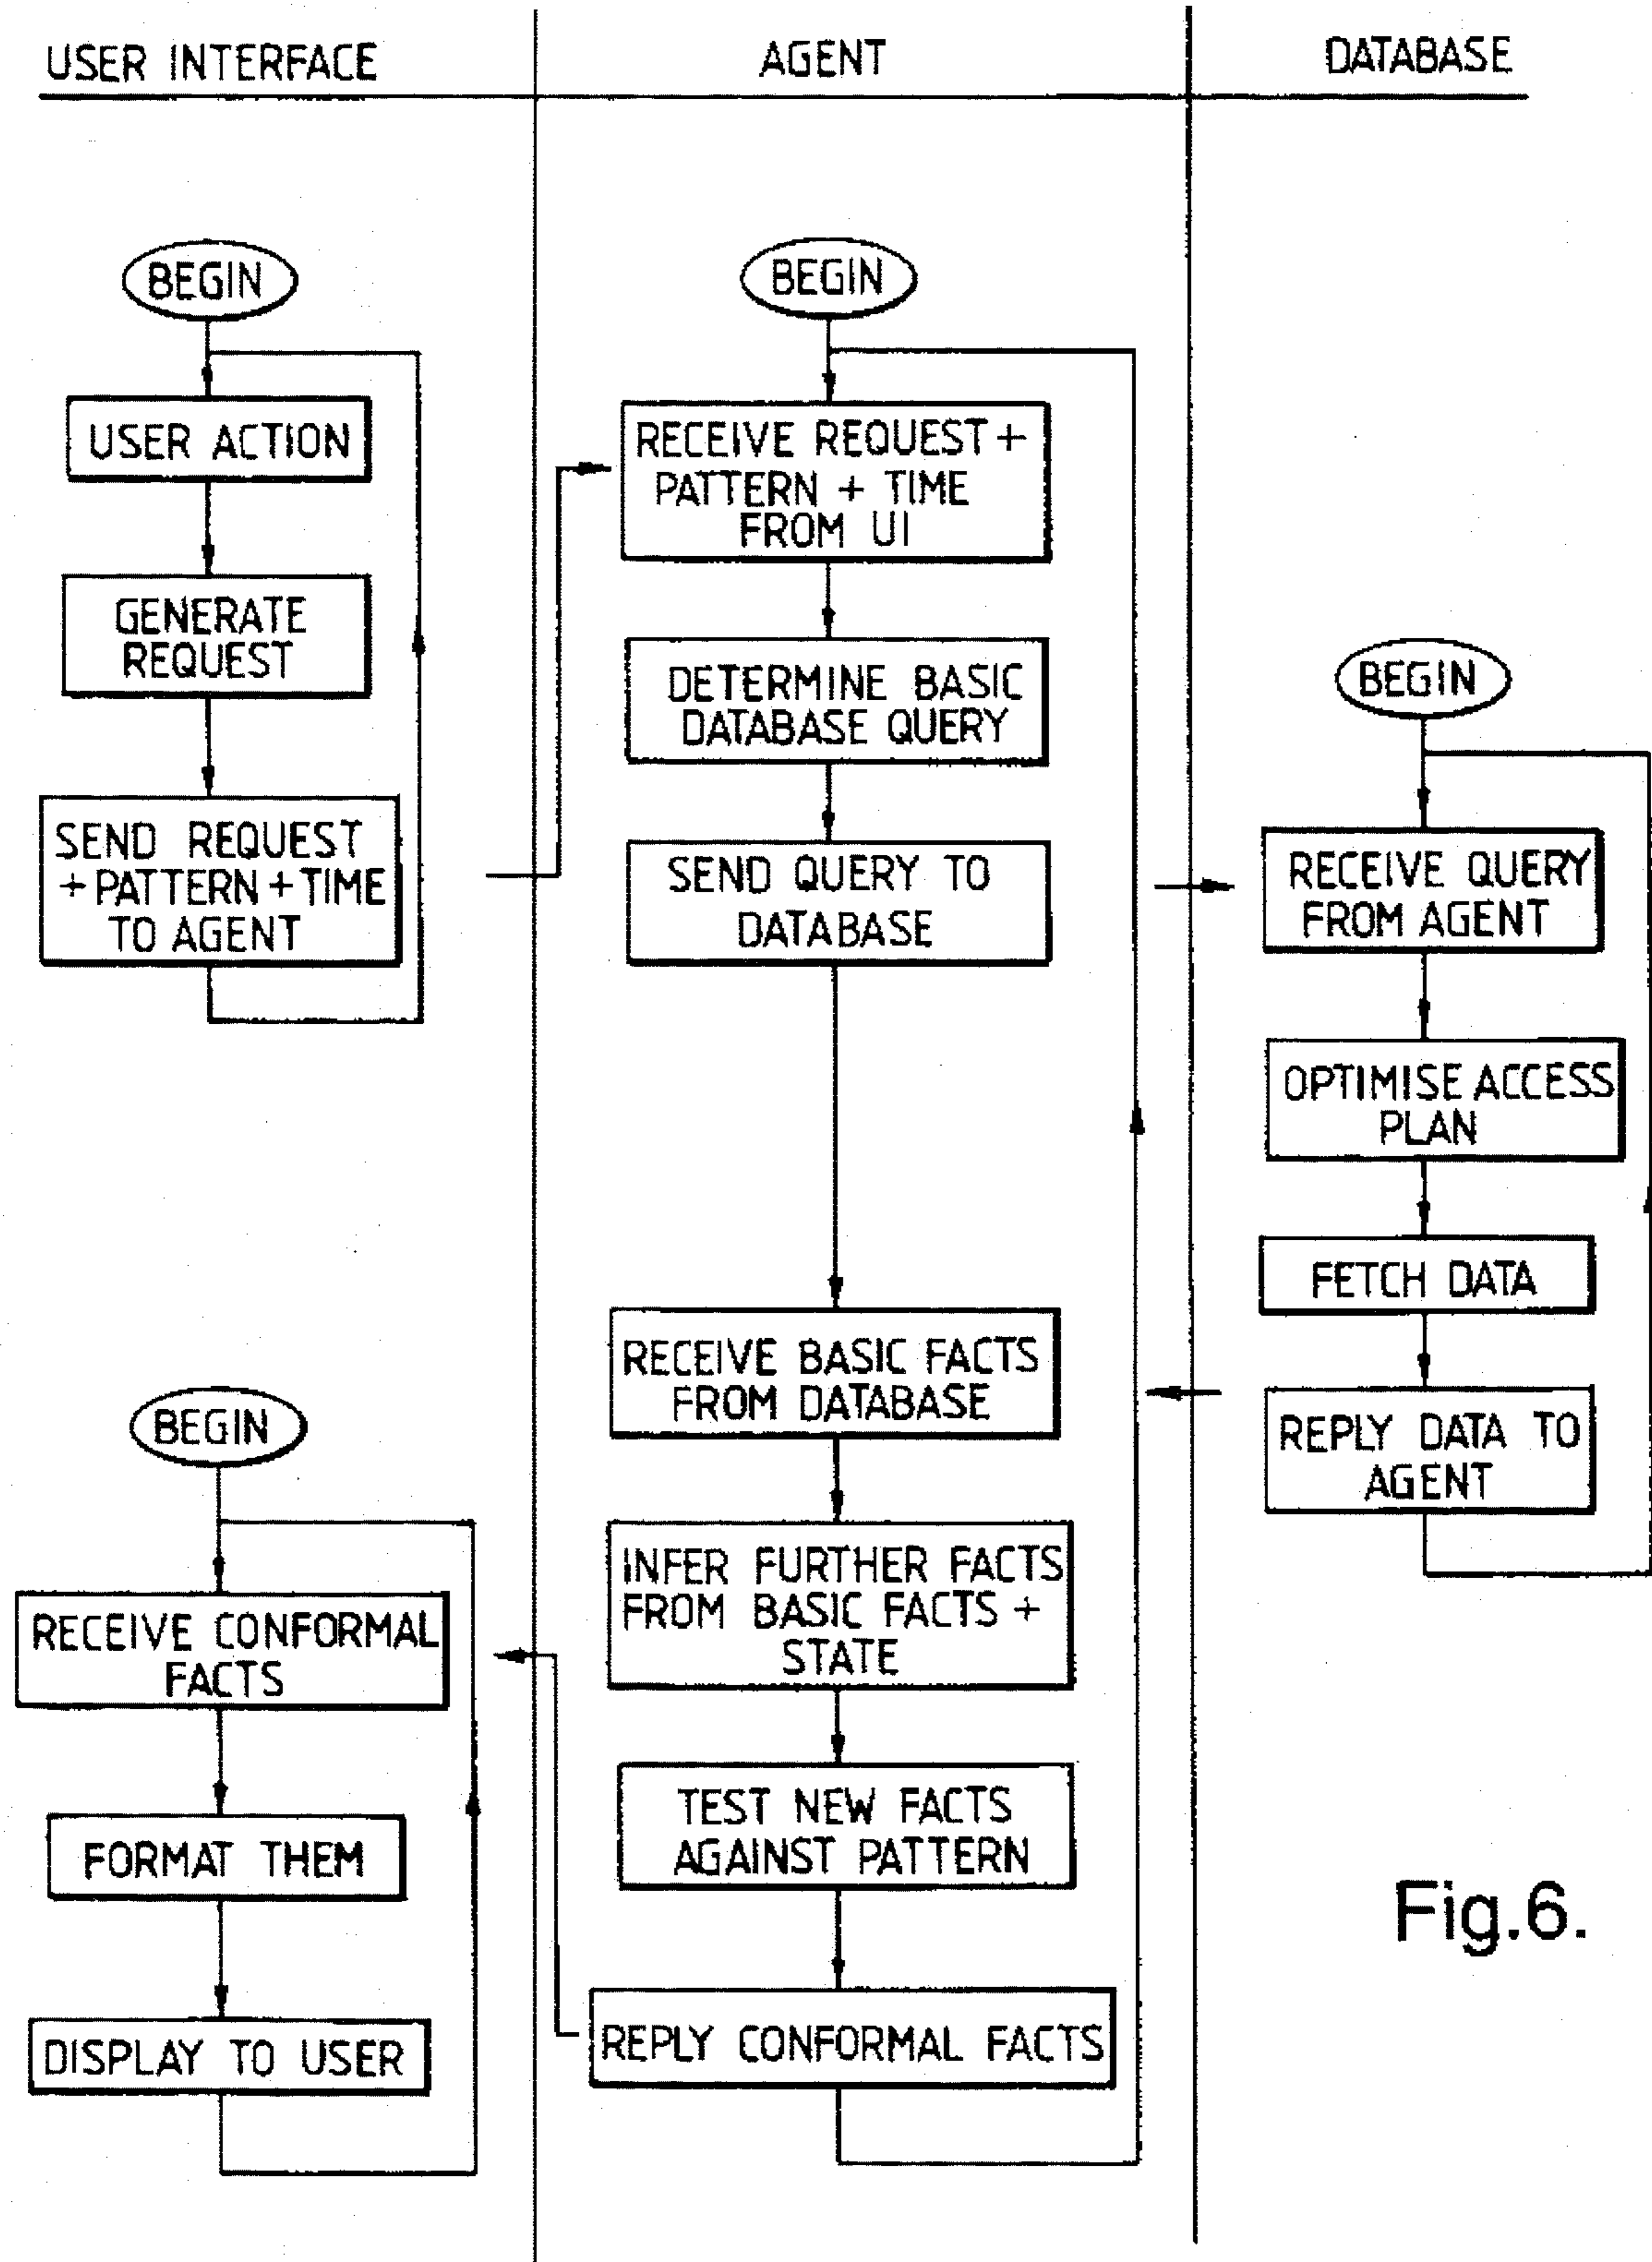 USER INTERFACE
AGENT
DATABASE
BEGIN
USER ACTION
GENERATE
REQUEST
SEND REQUEST
+ PATTERN + TIME
TO AGENT
BEGIN
RECEIVE CONFORMAL
FACTS
FORMAT THEM
DISPLAY TO USER
BEGIN
RECEIVE REQUEST +
PATTERN + TIME
FROM UI
DETERMINE BASIC
DATABASE QUERY
SEND QUERY TO
DATABASE
RECEIVE BASIC FACTS
FROM DATABASE
INFER FURTHER FACTS
FROM BASIC FACTS +
STATE
TEST NEW FACTS
AGAINST PATTERN
REPLY CONFORMAL FACTS
BEGIN
RECEIVE QUERY
FROM AGENT
OPTIMISE ACCESS
PLAN
FETCH DATA
REPLY DATA TO
AGENT
Fig.6.